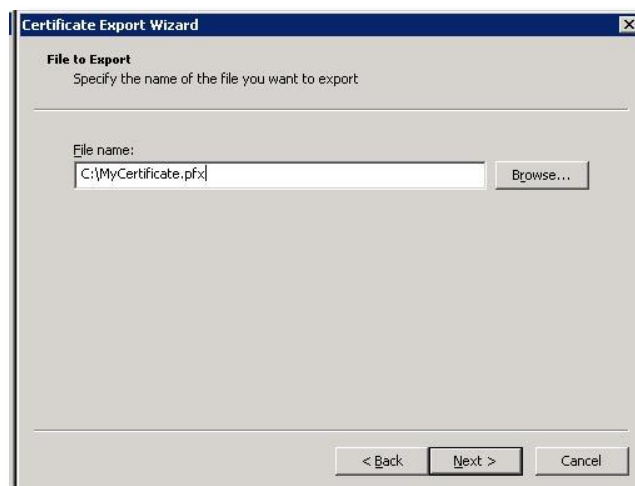 Certificate Export Wizard
File to Export
Specify the name of the file you want to export
File name:
C:\MyCertificate.pfx
Browse...
< Back
Next >
Cancel